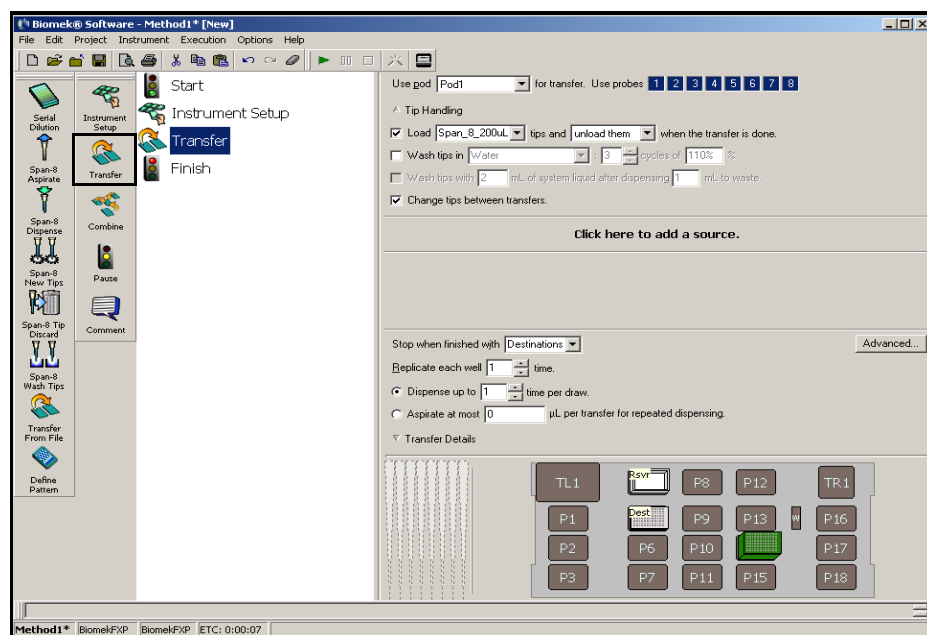 Biomek® Software - Method1* [New]
File Edit Project Instrument Execution Options Help
Serial Dilution
Span-8 Aspirate
Span-8 Dispense
Span-8 New Tips
Span-8 Tip Discard
Span-8 Wash Tips
Transfer From File
Define Pattern
Instrument Setup
Transfer
Combine
Pause
Comment
Start
Instrument Setup
Transfer
Finish
Use pod Pod1 for transfer. Use probes 1 2 3 4 5 6 7 8
Tip Handling
Load Span_8_200uL tips and unload them when the transfer is done.
Wash tips in Water : 3 cycles of 110% %
Wash tips with 2 mL of system liquid after dispensing 1 mL to waste.
Change tips between transfers.
Click here to add a source.
Stop when finished with Destinations Advanced...
Replicate each well 1 time.
Dispense up to 1 time per draw.
Aspirate at most 0 µL per transfer for repeated dispensing.
Transfer Details
TL1 Rsvr P8 P12 TR1
P1 Dest P9 P13 W P16
P2 P6 P10 P17
P3 P7 P11 P15 P18
Method1* BiomekFXP BiomekFXP ETC: 0:00:07